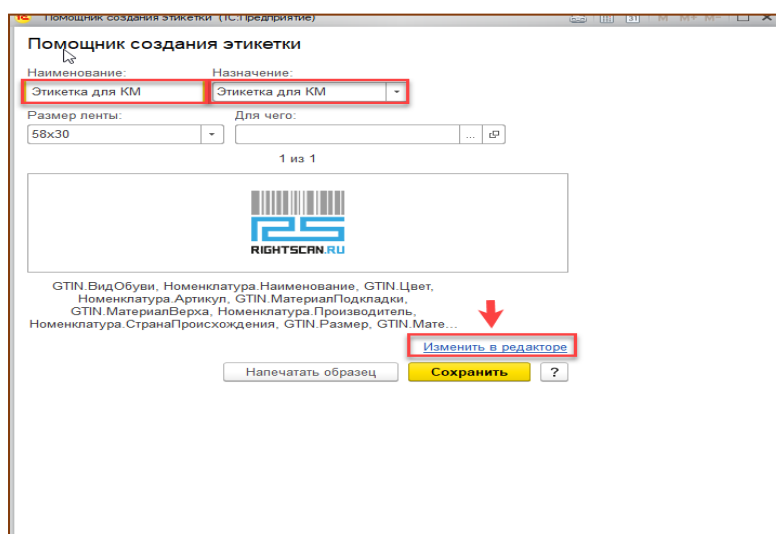 Помощник создания этикетки (1С:Предприятие)
31 M M+ M-
Помощник создания этикетки
Наименование: Назначение:
Этикетка для КМ Этикетка для КМ
Размер ленты: Для чего:
58x30 ...
1 из 1
RIGHTSCAN.RU
GTIN.ВидОбуви, Номенклатура.Наименование, GTIN.Цвет,
Номенклатура.Артикул, GTIN.МатериалПодкладки,
GTIN.МатериалВерха, Номенклатура.Производитель,
Номенклатура.СтранаПроисхождения, GTIN.Размер, GTIN.Мате...
Изменить в редакторе
Напечатать образец Сохранить ?